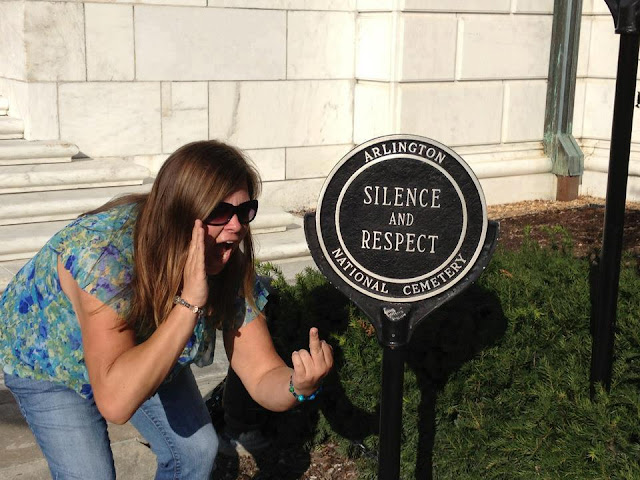 ARLINGTON
SILENCE
AND
RESPECT
NATIONAL CEMETERY